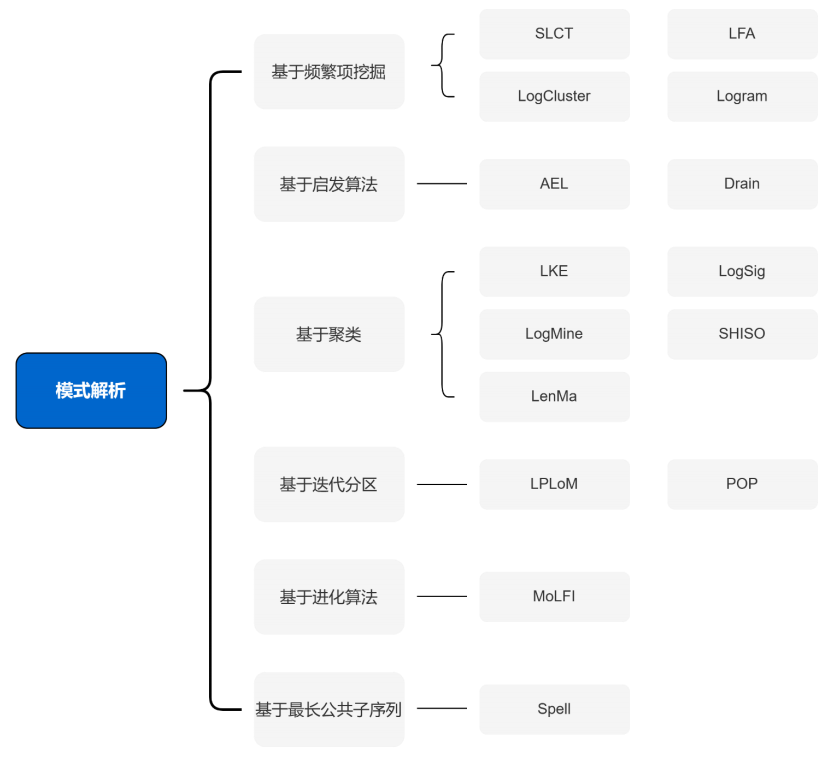 模式解析
基于频繁项挖掘
SLCT
LFA
LogCluster
Logram
基于启发算法
AEL
Drain
基于聚类
LKE
LogSig
LogMine
SHISO
LenMa
基于迭代分区
LPLoM
POP
基于进化算法
MoLFI
基于最长公共子序列
Spell